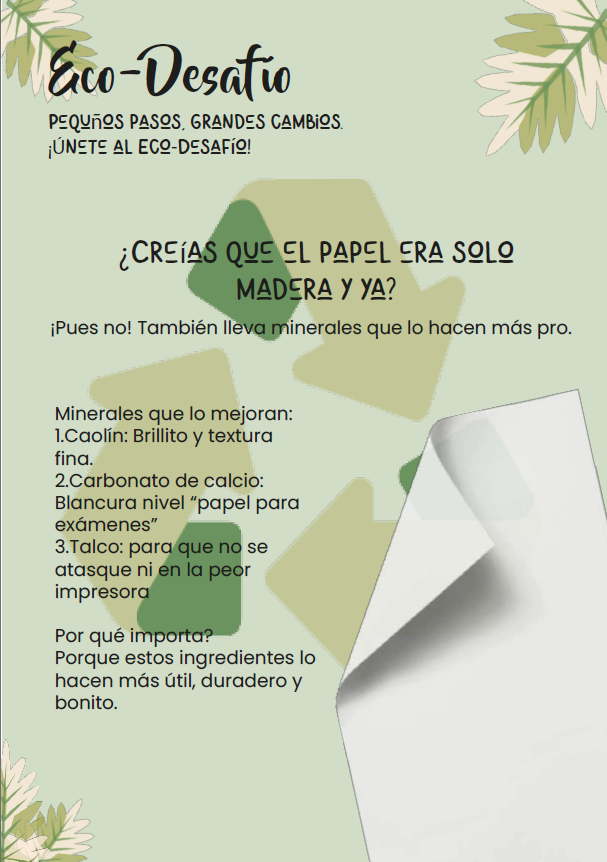 Eco-Desafío
PEQUÑOS PASOS, GRANDES CAMBIOS.
¡ÚNETE AL ECO-DESAFÍO!
¿CREÍAS QUE EL PAPEL ERA SOLO
MADERA Y YA?
¡Pues no! También lleva minerales que lo hacen más pro.
Minerales que lo mejoran:
1.Caolín: Brillito y textura
fina.
2.Carbonato de calcio:
Blancura nivel “papel para
exámenes”
3.Talco: para que no se
atasque ni en la peor
impresora
Por qué importa?
Porque estos ingredientes lo
hacen más útil, duradero y
bonito.